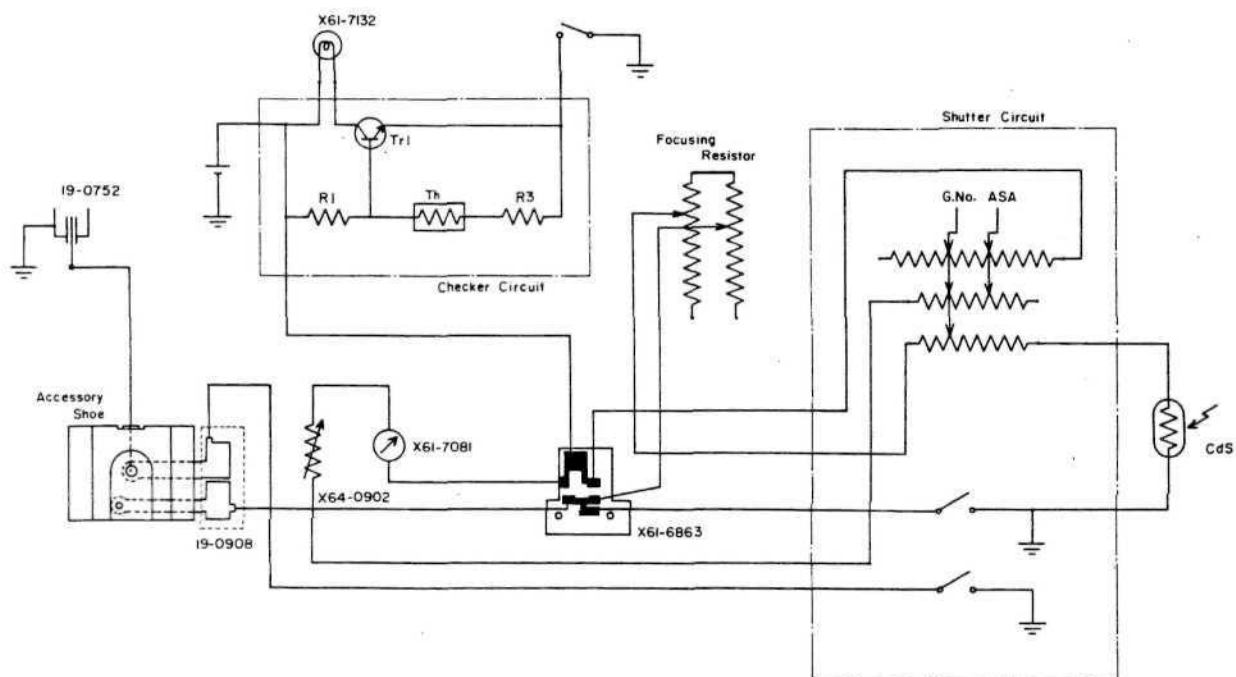 X61-7132
Tr1
R1
Th
R3
Checker Circuit
19-0752
Focusing
Resistor
Shutter Circuit
G.No. ASA
CdS
Accessory
Shoe
X61-7081
X64-0902
X61-6863
19-0908